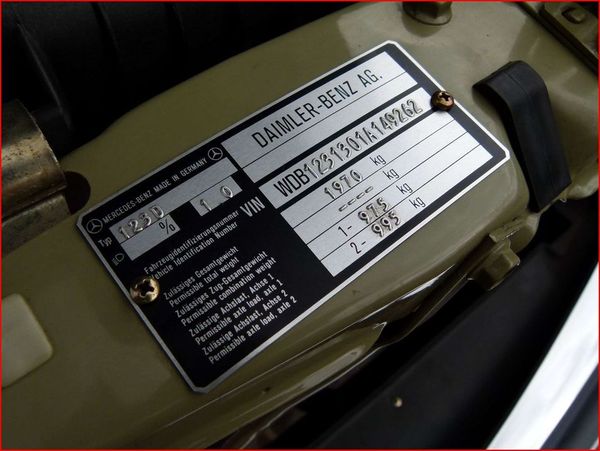 DAIMLER-BENZ AG.
MERCEDES-BENZ MADE IN GERMANY
Typ 123D % 1.0
Fahrzeugidentifizierungsnummer
Vehicle Identification Number
VIN WDB1231301A149262
Zulässiges Gesamtgewicht
Permissible total weight
1970 kg
Zulässiges Zug-Gesamtgewicht
Permissible combination weight
---- kg
Zulässige Achslast, Achse 1
Permissible axle load, axle 1
1- 975 kg
Zulässige Achslast, Achse 2
Permissible axle load, axle 2
2- 995 kg